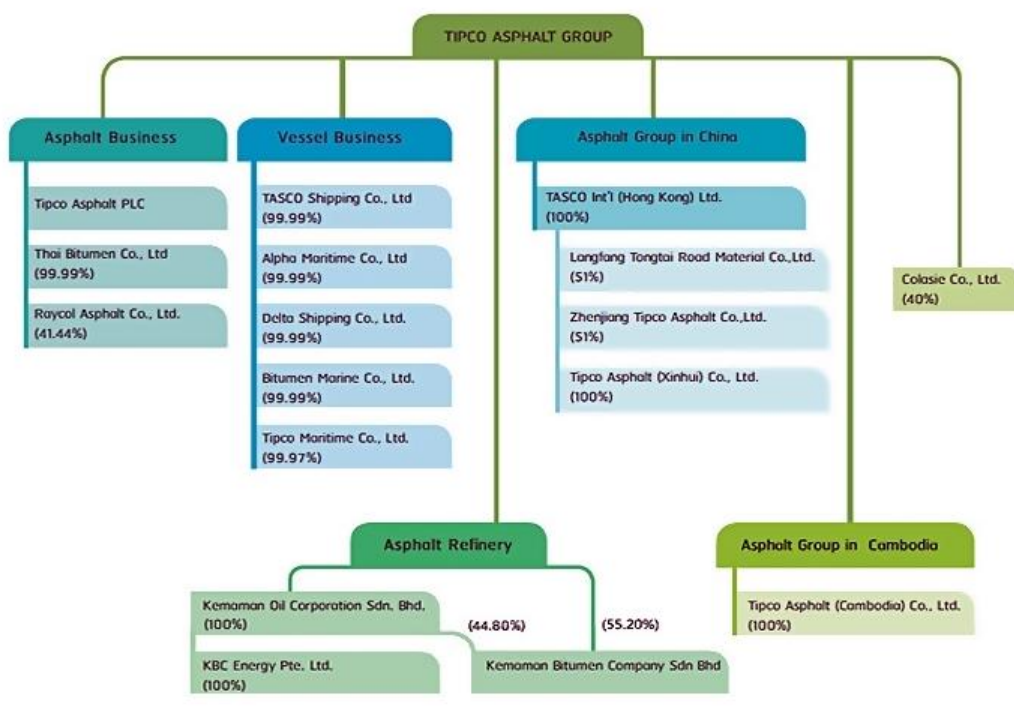 TIPCO ASPHALT GROUP
Asphalt Business
Tipco Asphalt PLC
Thai Bitumen Co., Ltd
(99.99%)
Raycol Asphalt Co., Ltd.
(41.44%)
Vessel Business
TASCO Shipping Co., Ltd
(99.99%)
Alpha Maritime Co., Ltd
(99.99%)
Delta Shipping Co., Ltd.
(99.99%)
Bitumen Marine Co., Ltd.
(99.99%)
Tipco Maritime Co., Ltd.
(99.97%)
Asphalt Group in China
TASCO Int'l (Hong Kong) Ltd.
(100%)
Langfang Tongtai Road Material Co.,Ltd.
(51%)
Zhenjiang Tipco Asphalt Co.,Ltd.
(51%)
Tipco Asphalt (Xinhui) Co., Ltd.
(100%)
Colasie Co., Ltd.
(40%)
Asphalt Refinery
Kemaman Oil Corporation Sdn. Bhd.
(100%)
(44.80%)
(55.20%)
KBC Energy Pte. Ltd.
(100%)
Kemaman Bitumen Company Sdn Bhd
Asphalt Group in Cambodia
Tipco Asphalt (Cambodia) Co., Ltd.
(100%)